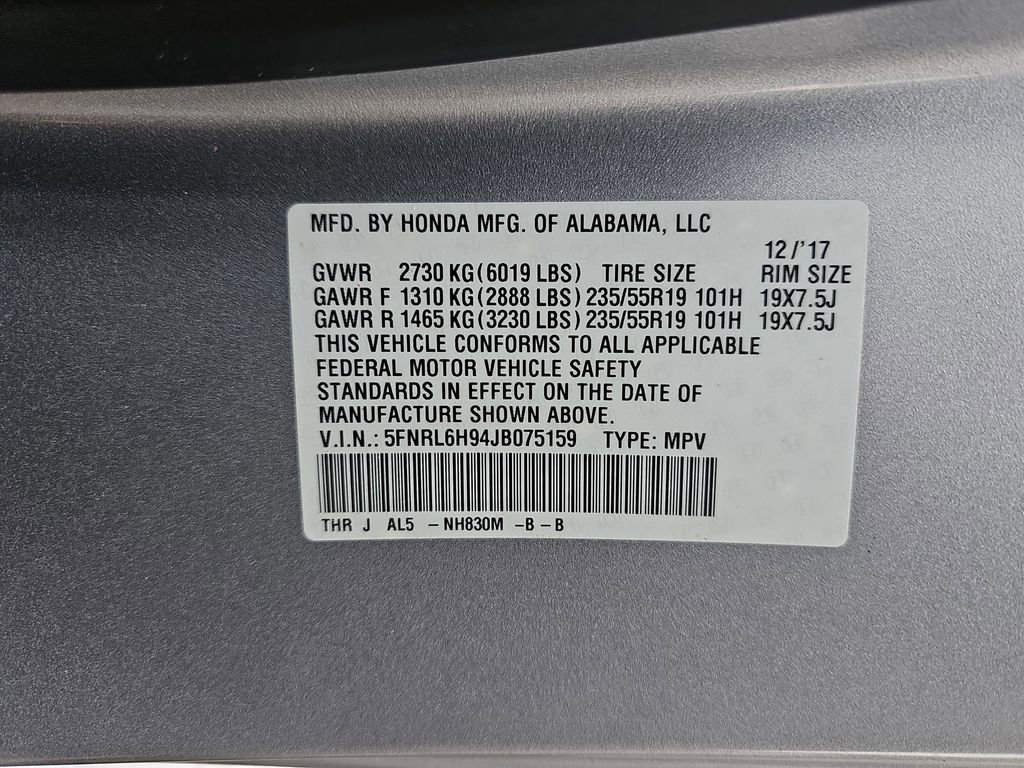 MFD. BY HONDA MFG. OF ALABAMA, LLC
12/'17
GVWR 2730 KG(6019 LBS) TIRE SIZE RIM SIZE
GAWR F 1310 KG(2888 LBS) 235/55R19 101H 19X7.5J
GAWR R 1465 KG(3230 LBS) 235/55R19 101H 19X7.5J
THIS VEHICLE CONFORMS TO ALL APPLICABLE
FEDERAL MOTOR VEHICLE SAFETY
STANDARDS IN EFFECT ON THE DATE OF
MANUFACTURE SHOWN ABOVE.
V.I.N.: 5FNRL6H94JB075159 TYPE: MPV
THR J AL5 - NH830M - B - B